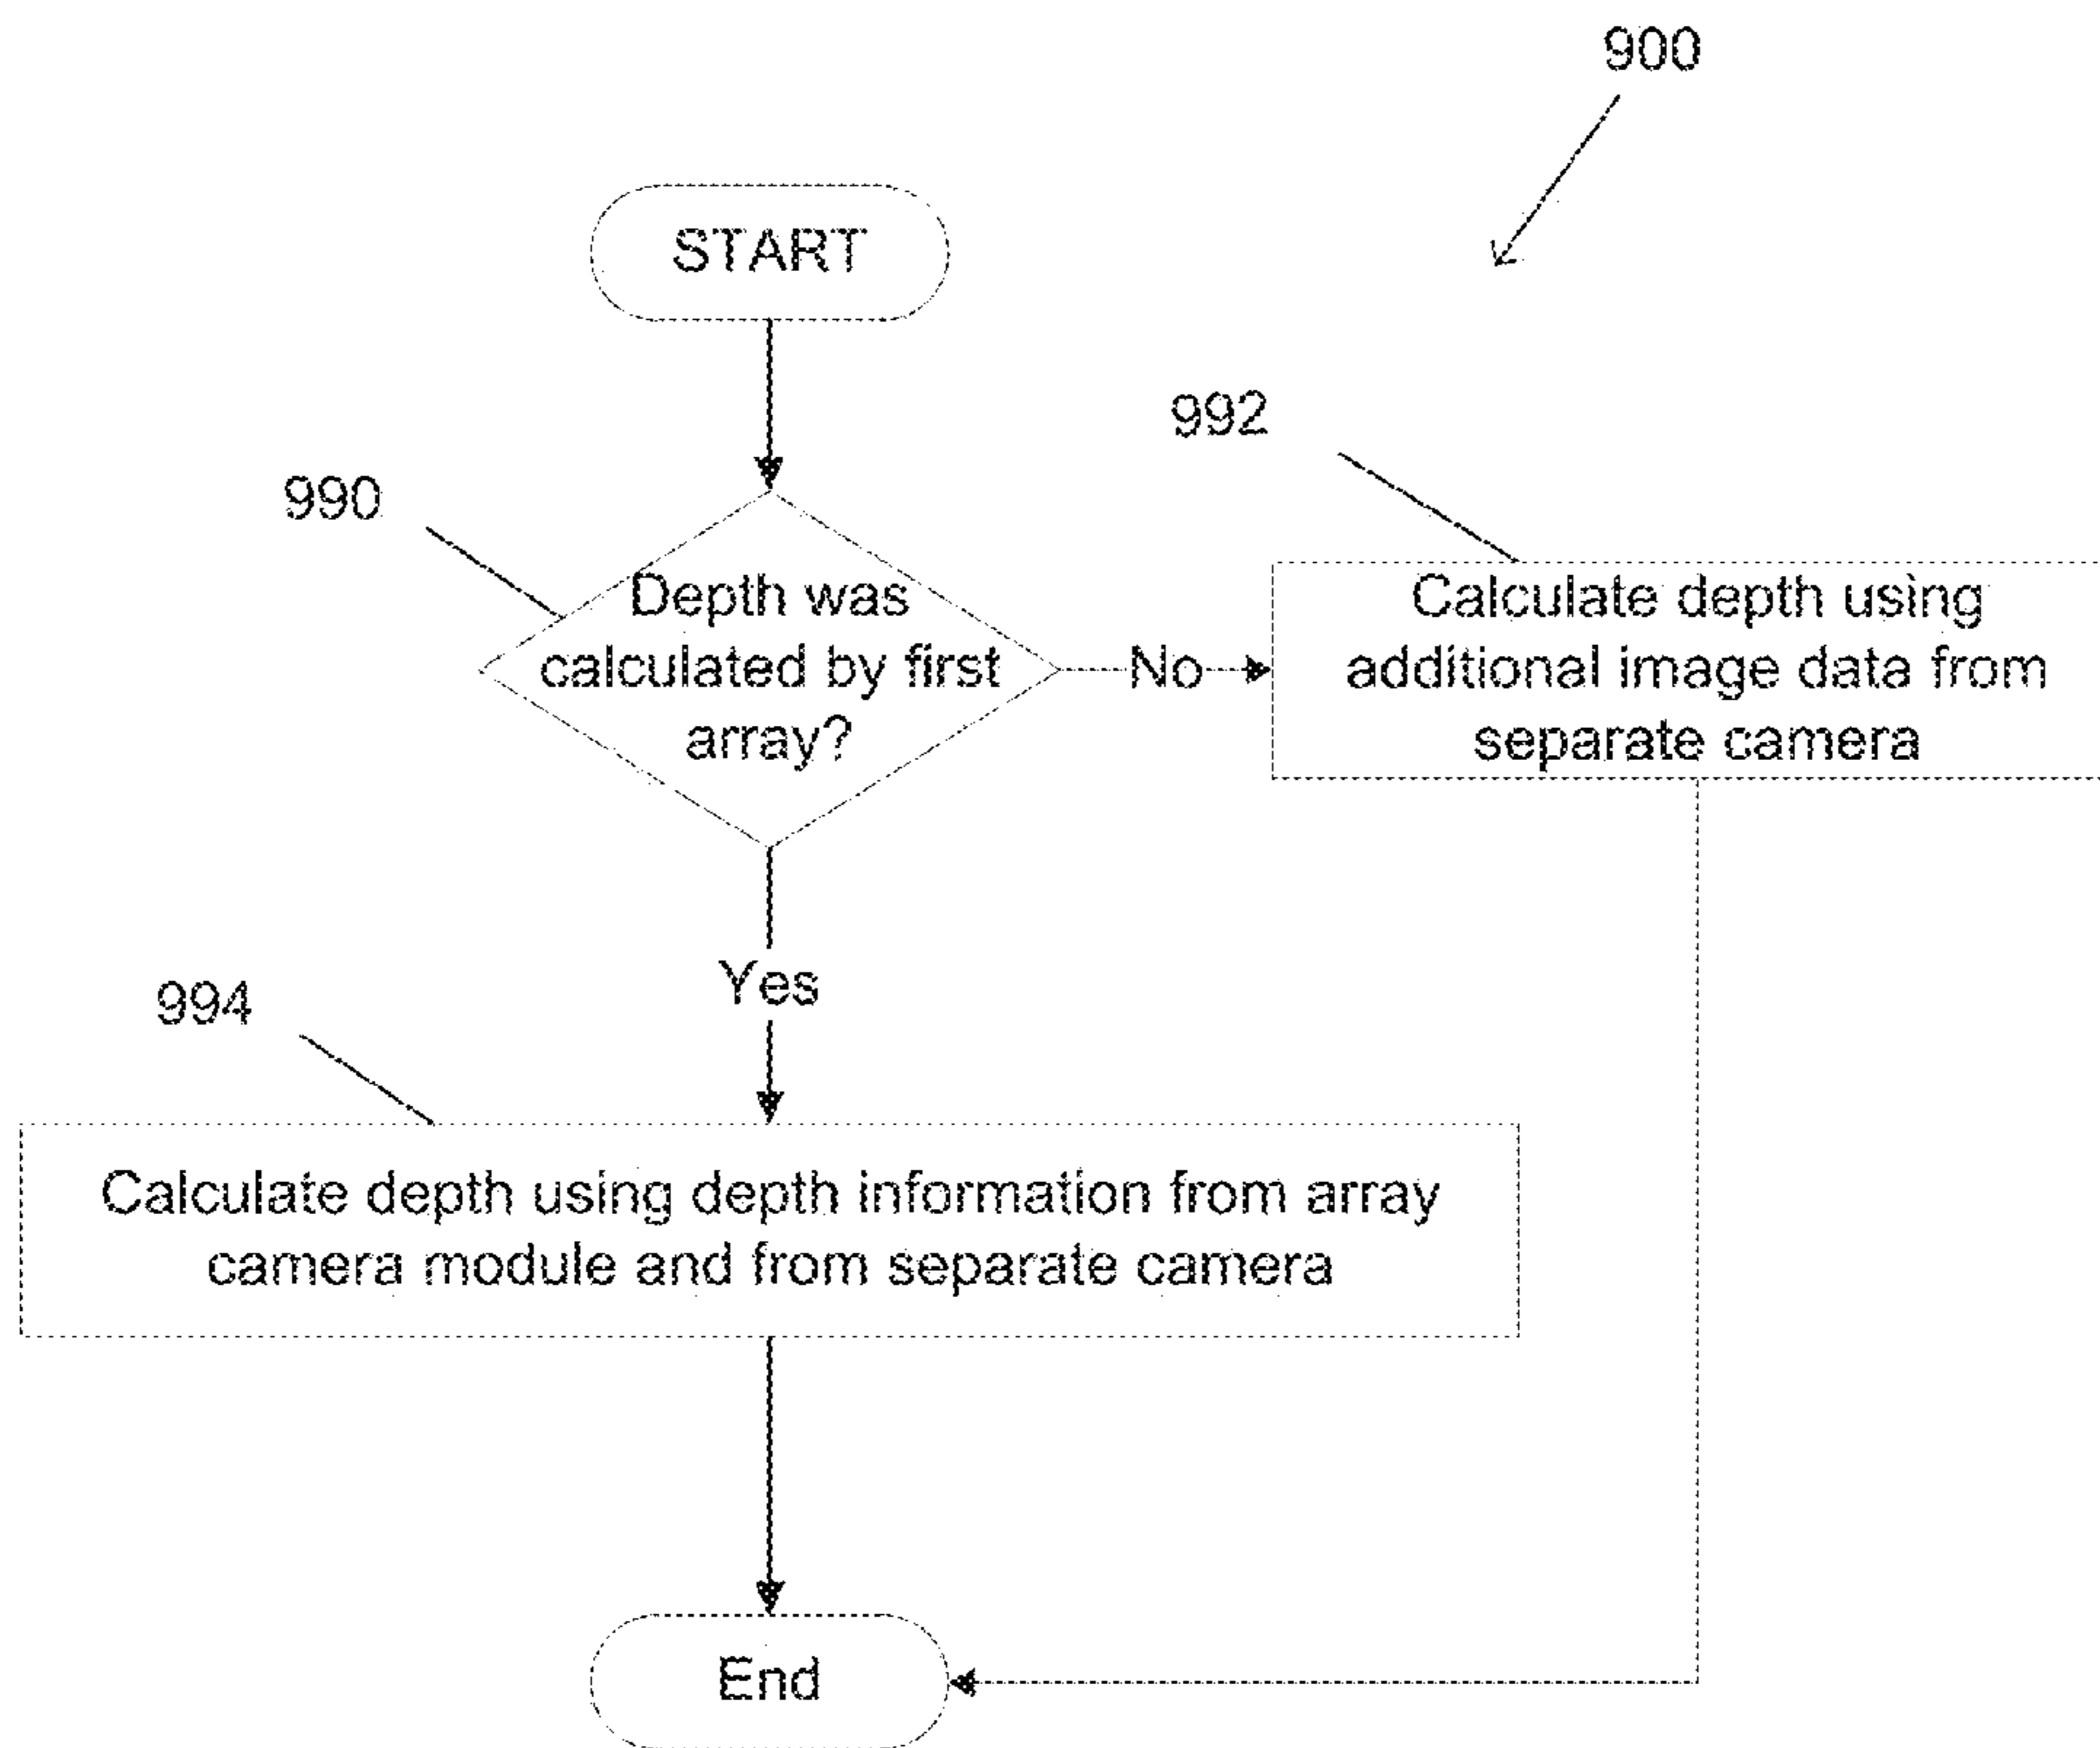 900
START
992
990
Depth was
calculated by first
array?
No
Calculate depth using
additional image data from
separate camera
Yes
994
Calculate depth using depth information from array
camera module and from separate camera
End